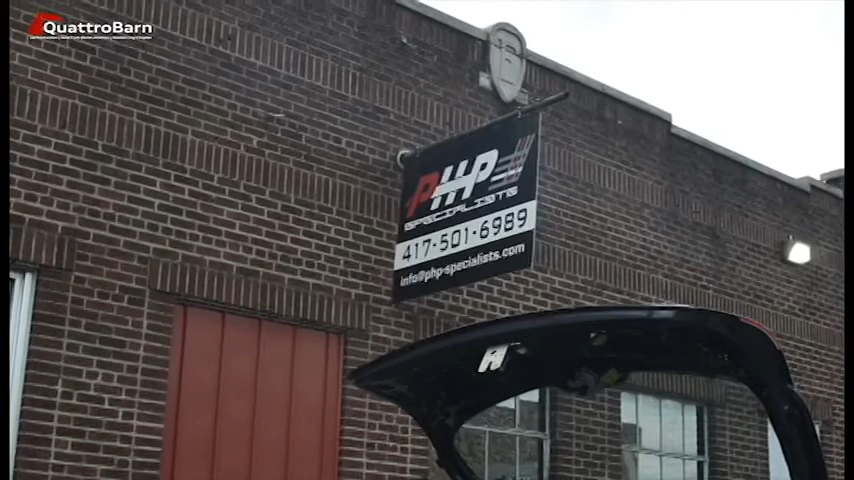 QuattroBarn
PHP
SPECIALISTS
417-501-6989
info@php-specialists.com